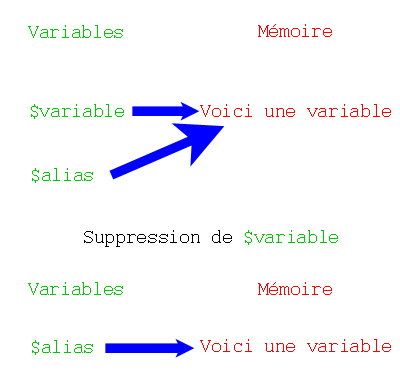 Variables Mémoire
$variable Voici une variable
$alias
Suppression de $variable
Variables Mémoire
$alias Voici une variable